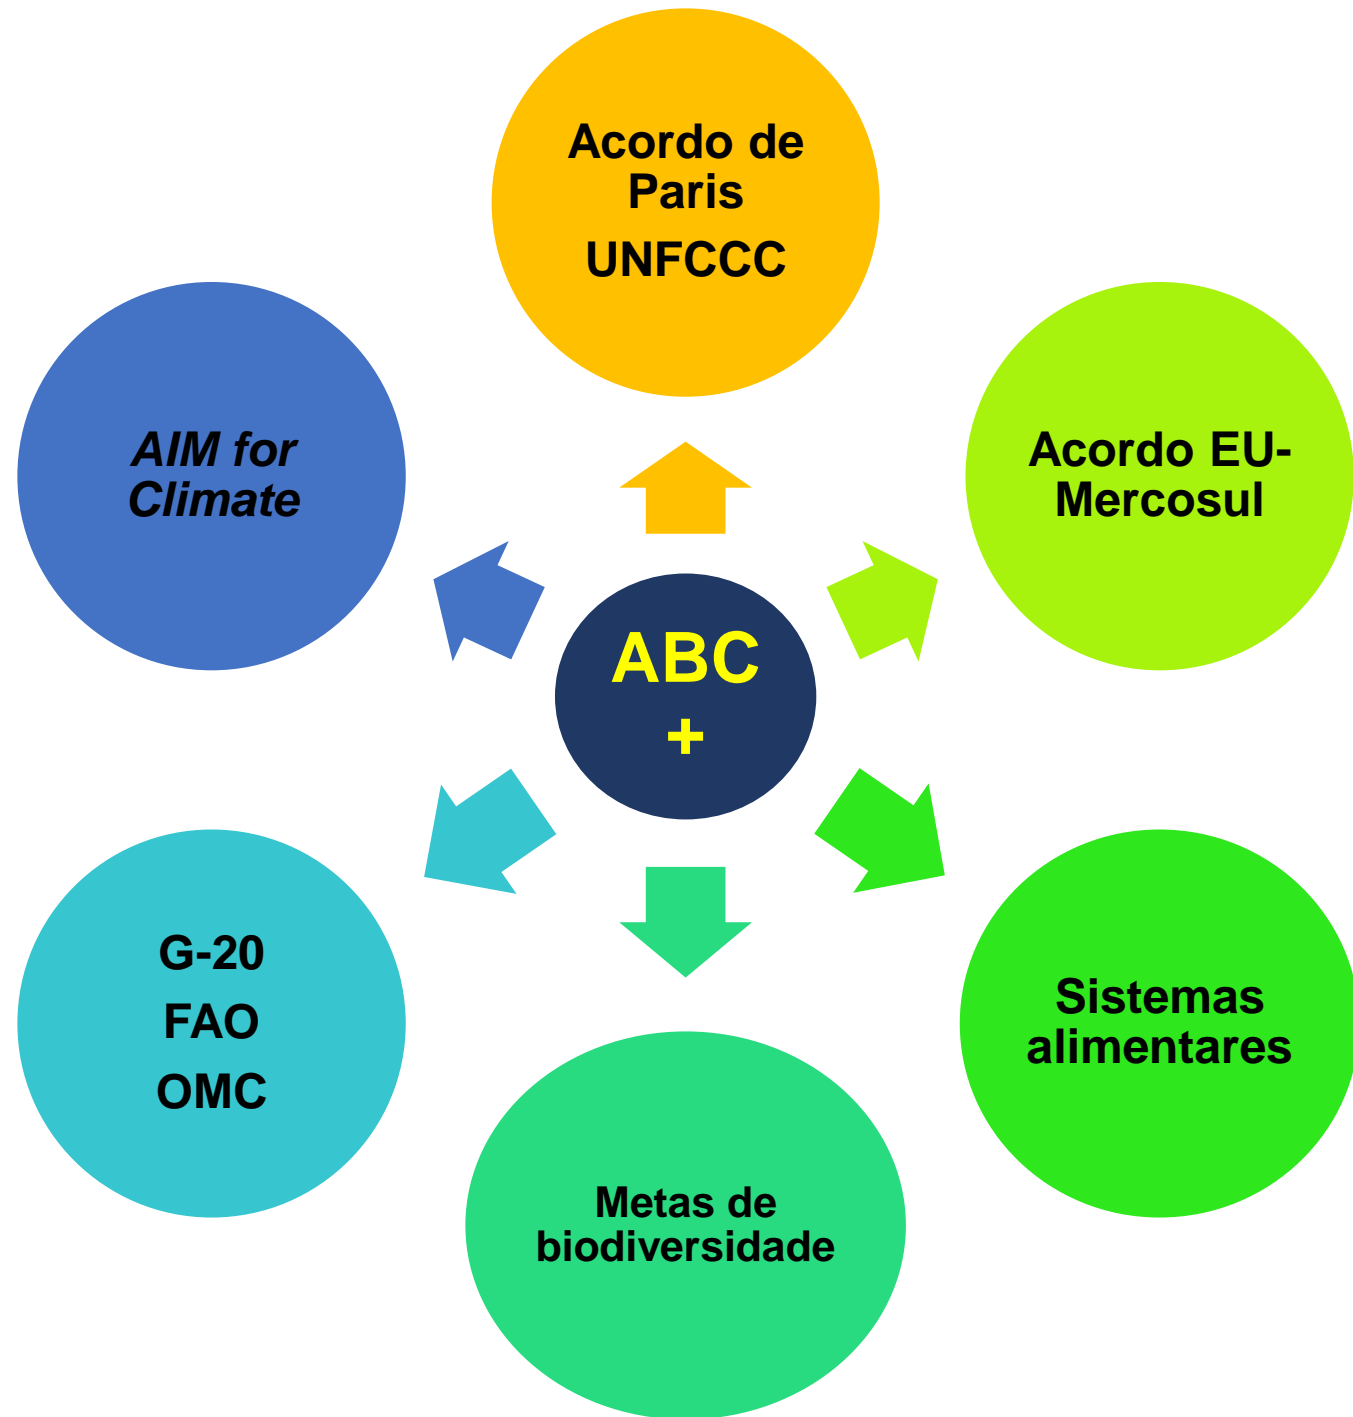 Acordo de
Paris
UNFCCC
Acordo EU-
Mercosul
Sistemas
alimentares
Metas de
biodiversidade
G-20
FAO
OMC
AIM for
Climate
ABC
+